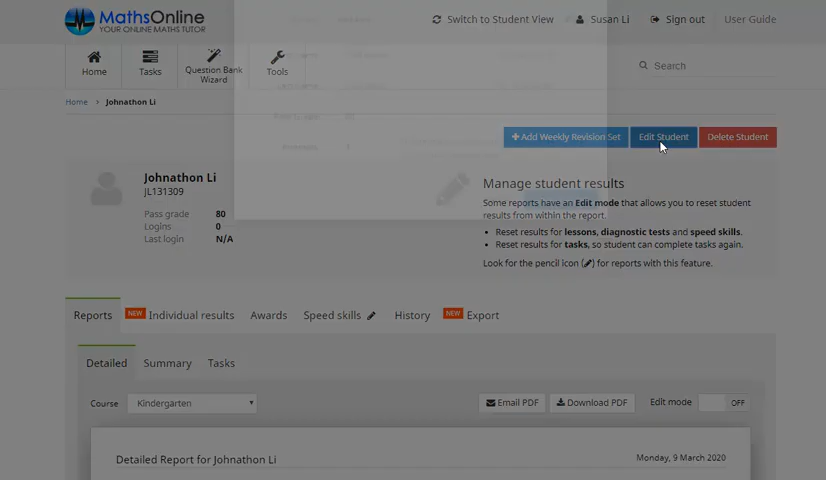 MathsOnline
YOUR ONLINE MATHS TUTOR
Switch to Student View
Susan Li
Sign out
User Guide
Home
Tasks
Question Bank
Wizard
Tools
Search
Home > Johnathon Li
+ Add Weekly Revision Set
Edit Student
Delete Student
Johnathon Li
JL131309
Pass grade 80
Logins 0
Last login N/A
Manage student results
Some reports have an Edit mode that allows you to reset student
results from within the report.
• Reset results for lessons, diagnostic tests and speed skills.
• Reset results for tasks, so student can complete tasks again.
Look for the pencil icon () for reports with this feature.
Reports
NEW Individual results
Awards
Speed skills
History
NEW Export
Detailed
Summary
Tasks
Course
Kindergarten
Email PDF
Download PDF
Edit mode
OFF
Detailed Report for Johnathon Li
Monday, 9 March 2020